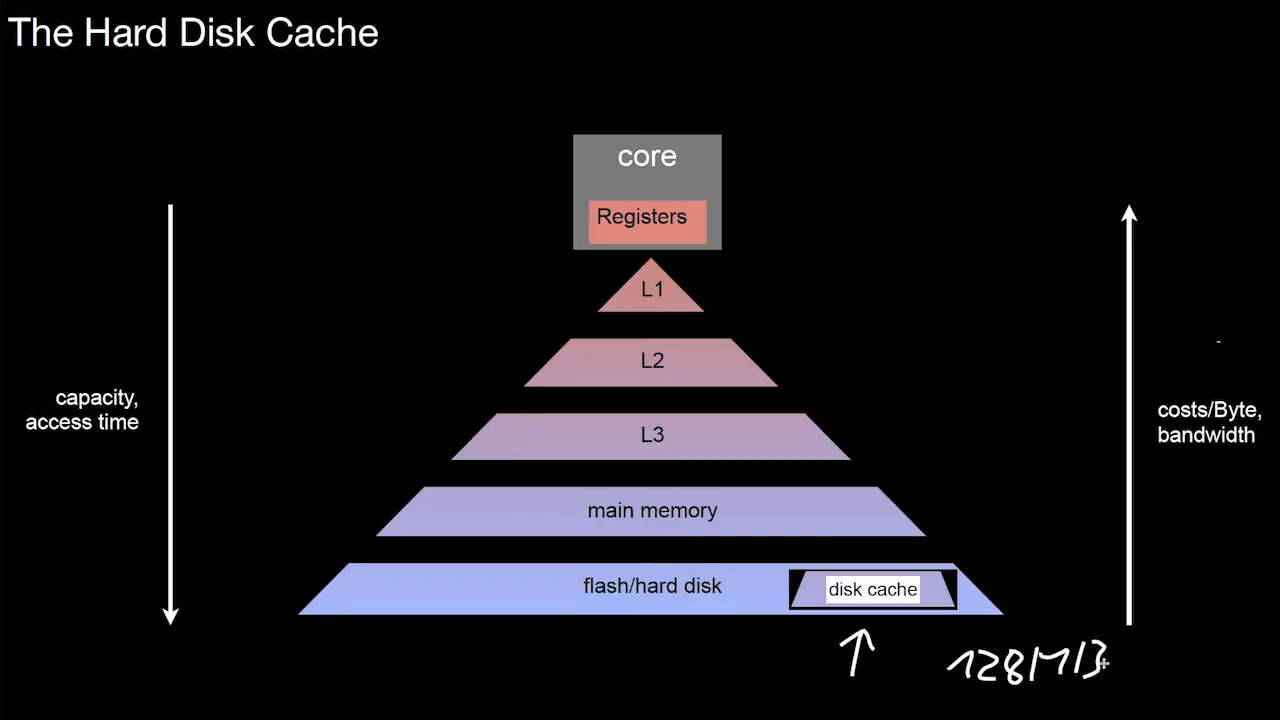 The Hard Disk Cache
core
Registers
L1
L2
capacity,
access time
L3
costs/Byte,
bandwidth
main memory
flash/hard disk
disk cache
128MB